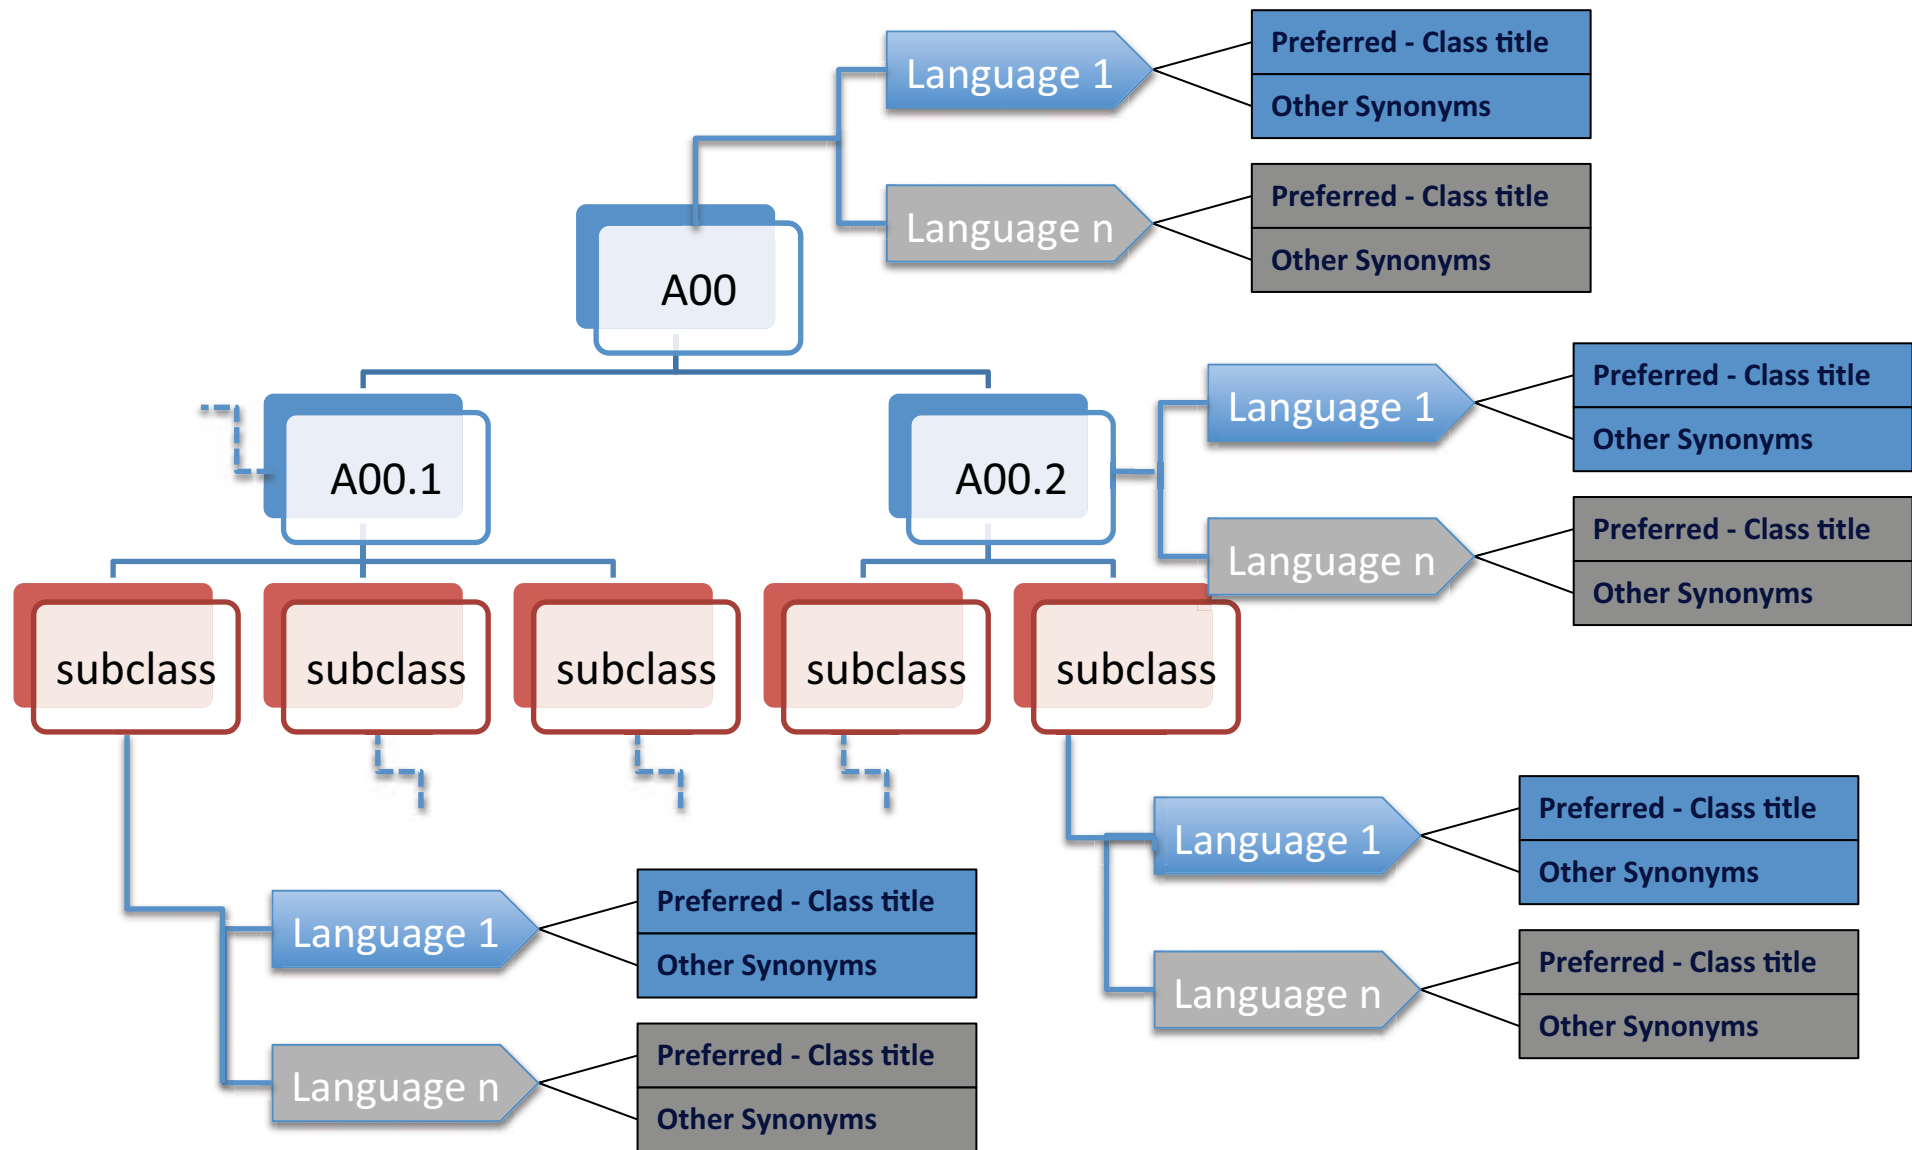 Language 1
Preferred - Class title
Other Synonyms
Language n
Preferred - Class title
Other Synonyms
A00
A00.1
A00.2
Language 1
Preferred - Class title
Other Synonyms
Language n
Preferred - Class title
Other Synonyms
subclass
subclass
subclass
subclass
subclass
Language 1
Preferred - Class title
Other Synonyms
Language n
Preferred - Class title
Other Synonyms
Language 1
Preferred - Class title
Other Synonyms
Language n
Preferred - Class title
Other Synonyms